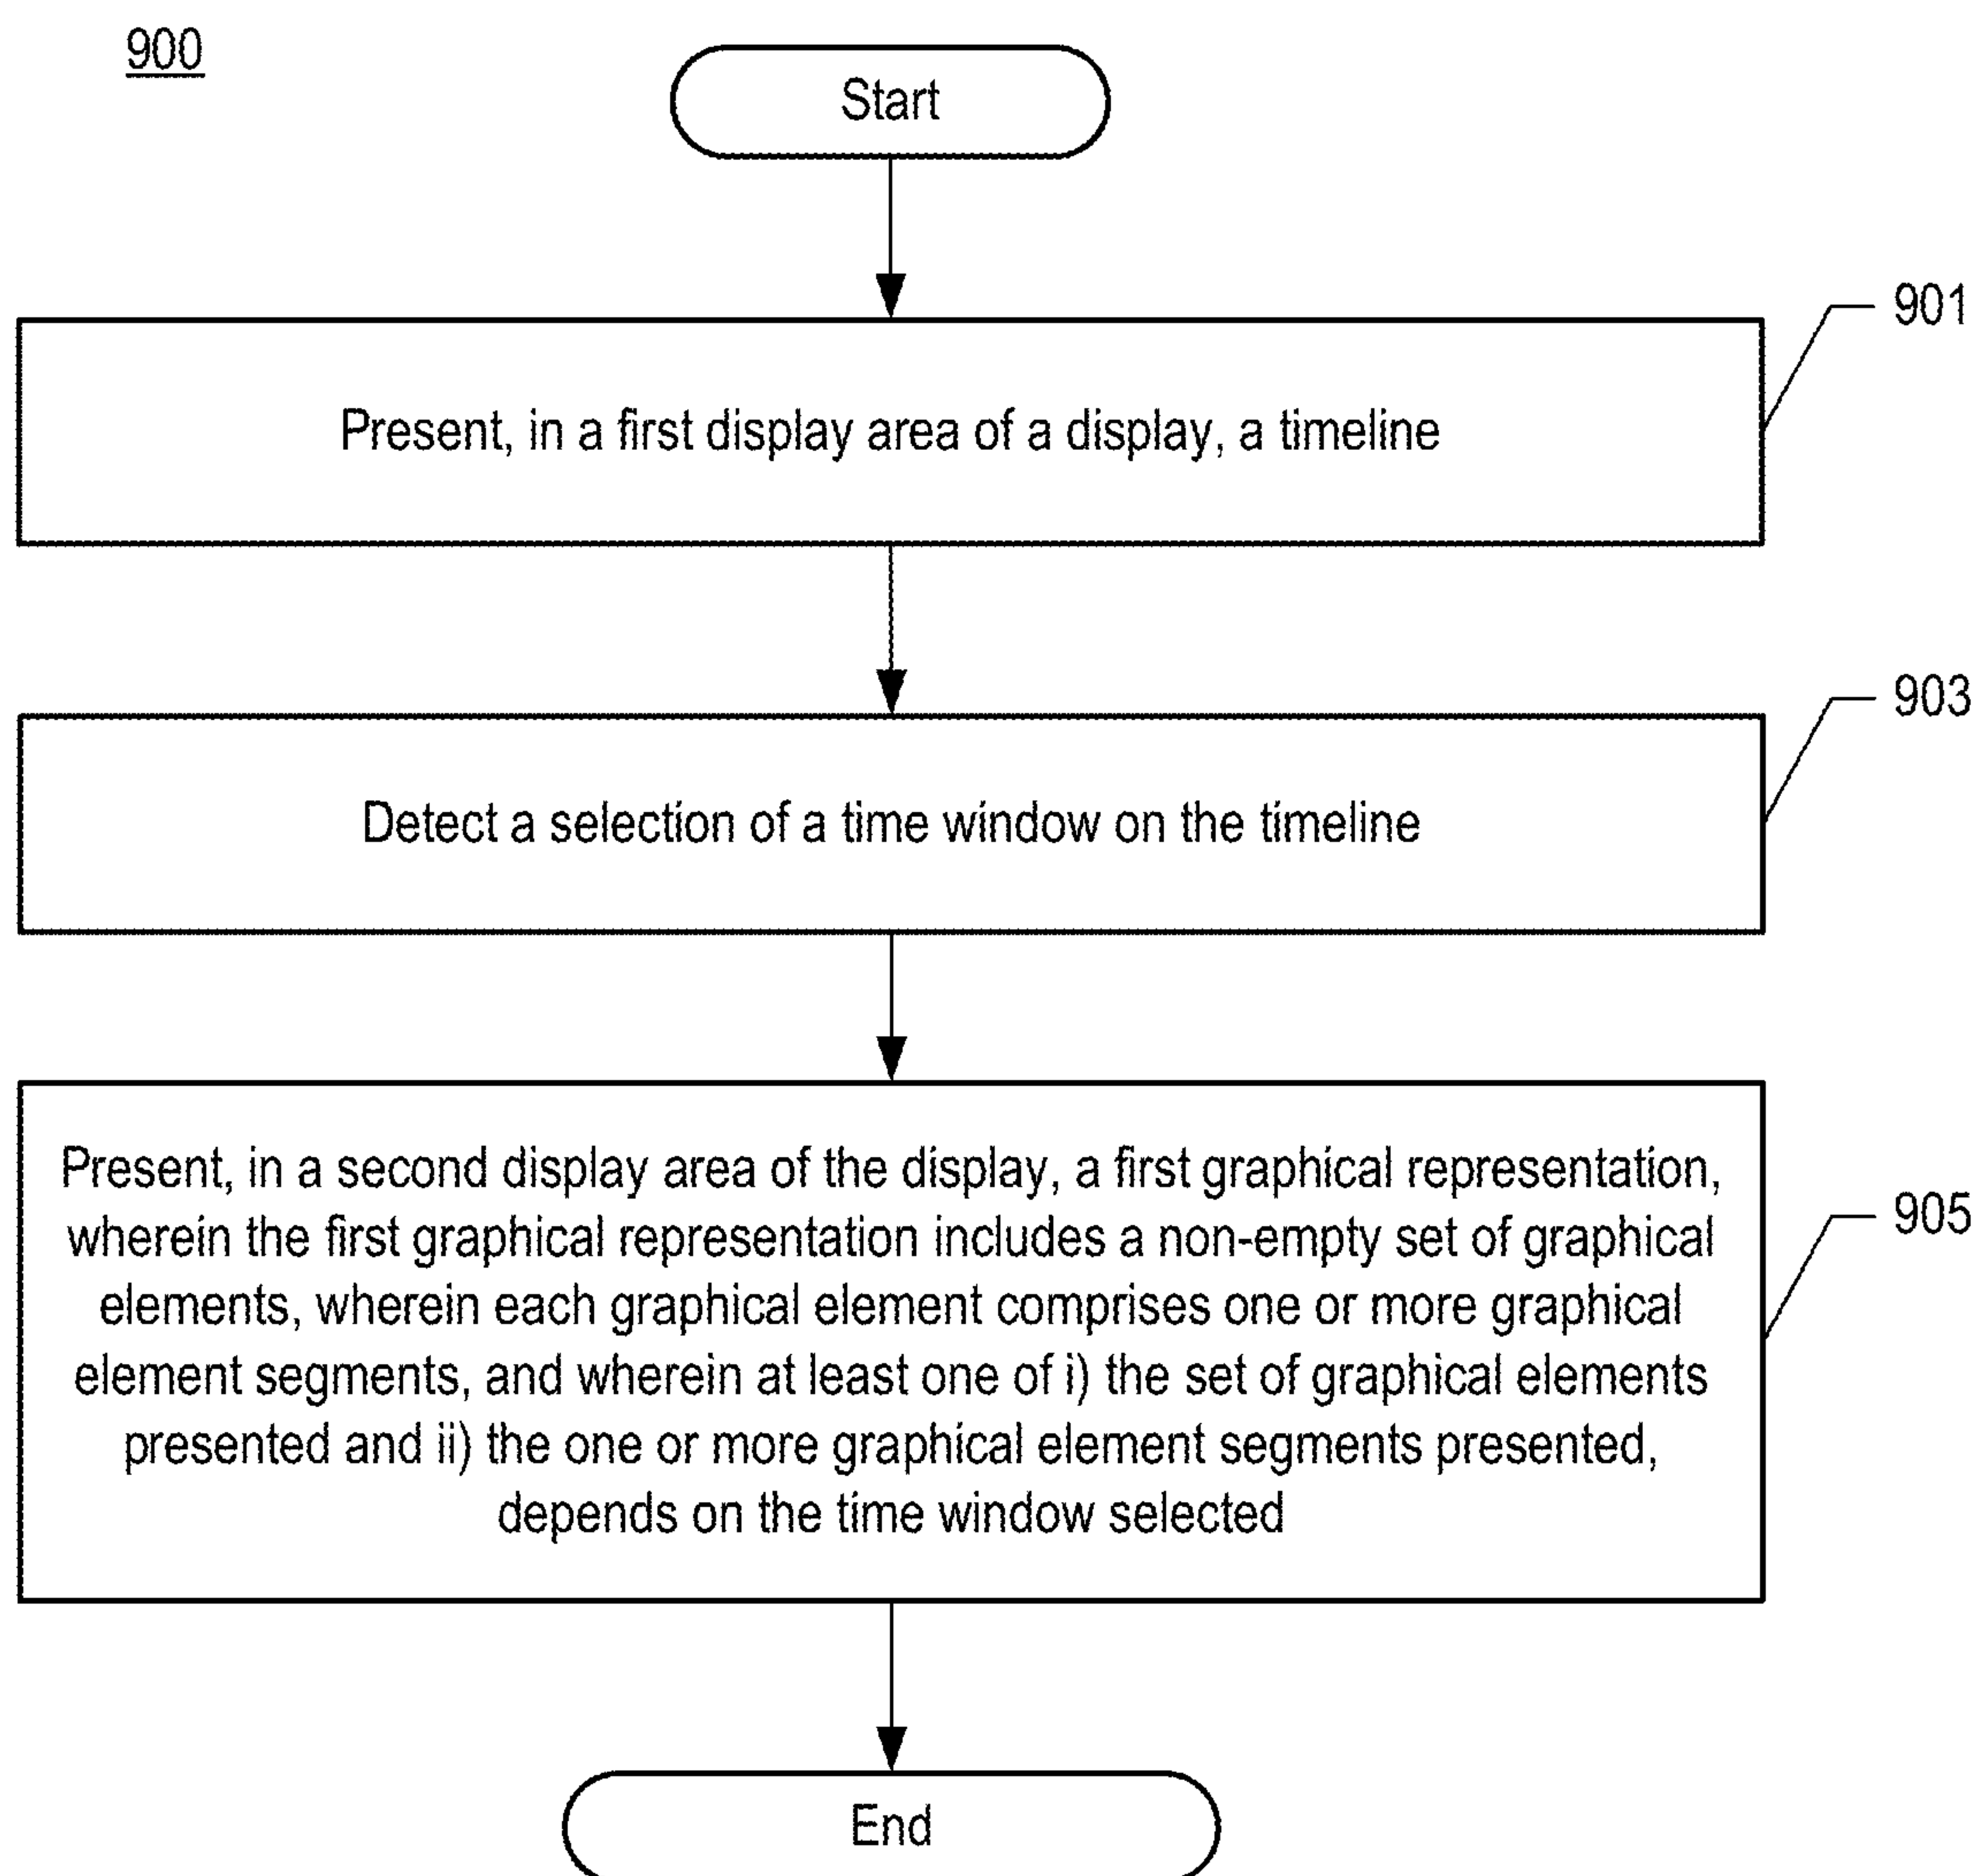 900
Start
901
Present, in a first display area of a display, a timeline
903
Detect a selection of a time window on the timeline
Present, in a second display area of the display, a first graphical representation,
wherein the first graphical representation includes a non-empty set of graphical
905
elements, wherein each graphical element comprises one or more graphical
element segments, and wherein at least one of i) the set of graphical elements
presented and ii) the one or more graphical element segments presented,
depends on the time window selected
End